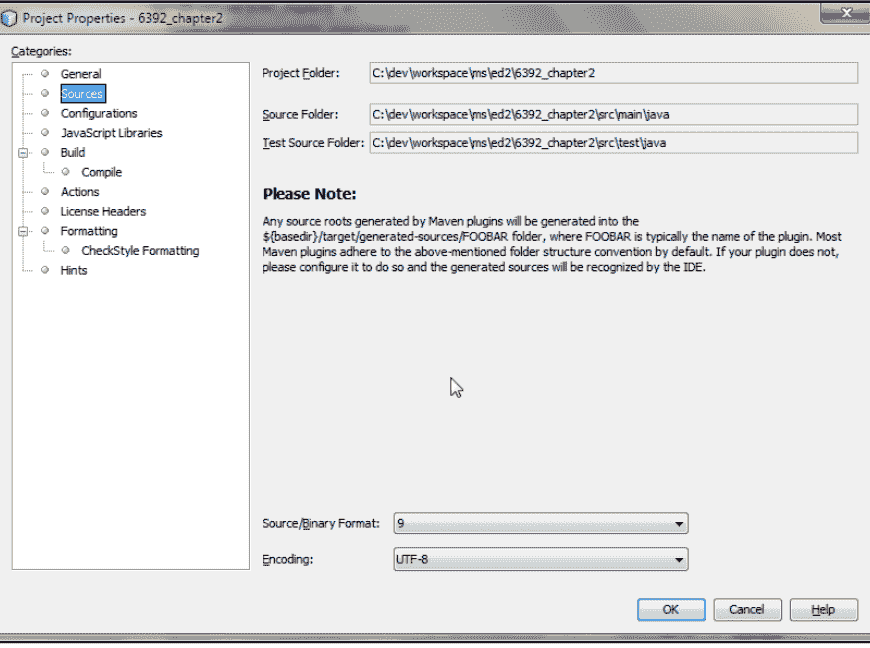 Project Properties - 6392_chapter2
Categories:
General
Sources
Configurations
JavaScript Libraries
Build
Compile
Actions
License Headers
Formatting
CheckStyle Formatting
Hints
Project Folder: C:\dev\workspace\ms\ed2\6392_chapter2
Source Folder: C:\dev\workspace\ms\ed2\6392_chapter2\src\main\java
Test Source Folder: C:\dev\workspace\ms\ed2\6392_chapter2\src\test\java
Please Note:
Any source roots generated by Maven plugins will be generated into the
${basedir}/target/generated-sources/FOOBAR folder, where FOOBAR is typically the name of the plugin. Most
Maven plugins adhere to the above-mentioned folder structure convention by default. If your plugin does not,
please configure it to do so and the generated sources will be recognized by the IDE.
Source/Binary Format: 9
Encoding: UTF-8
OK Cancel Help